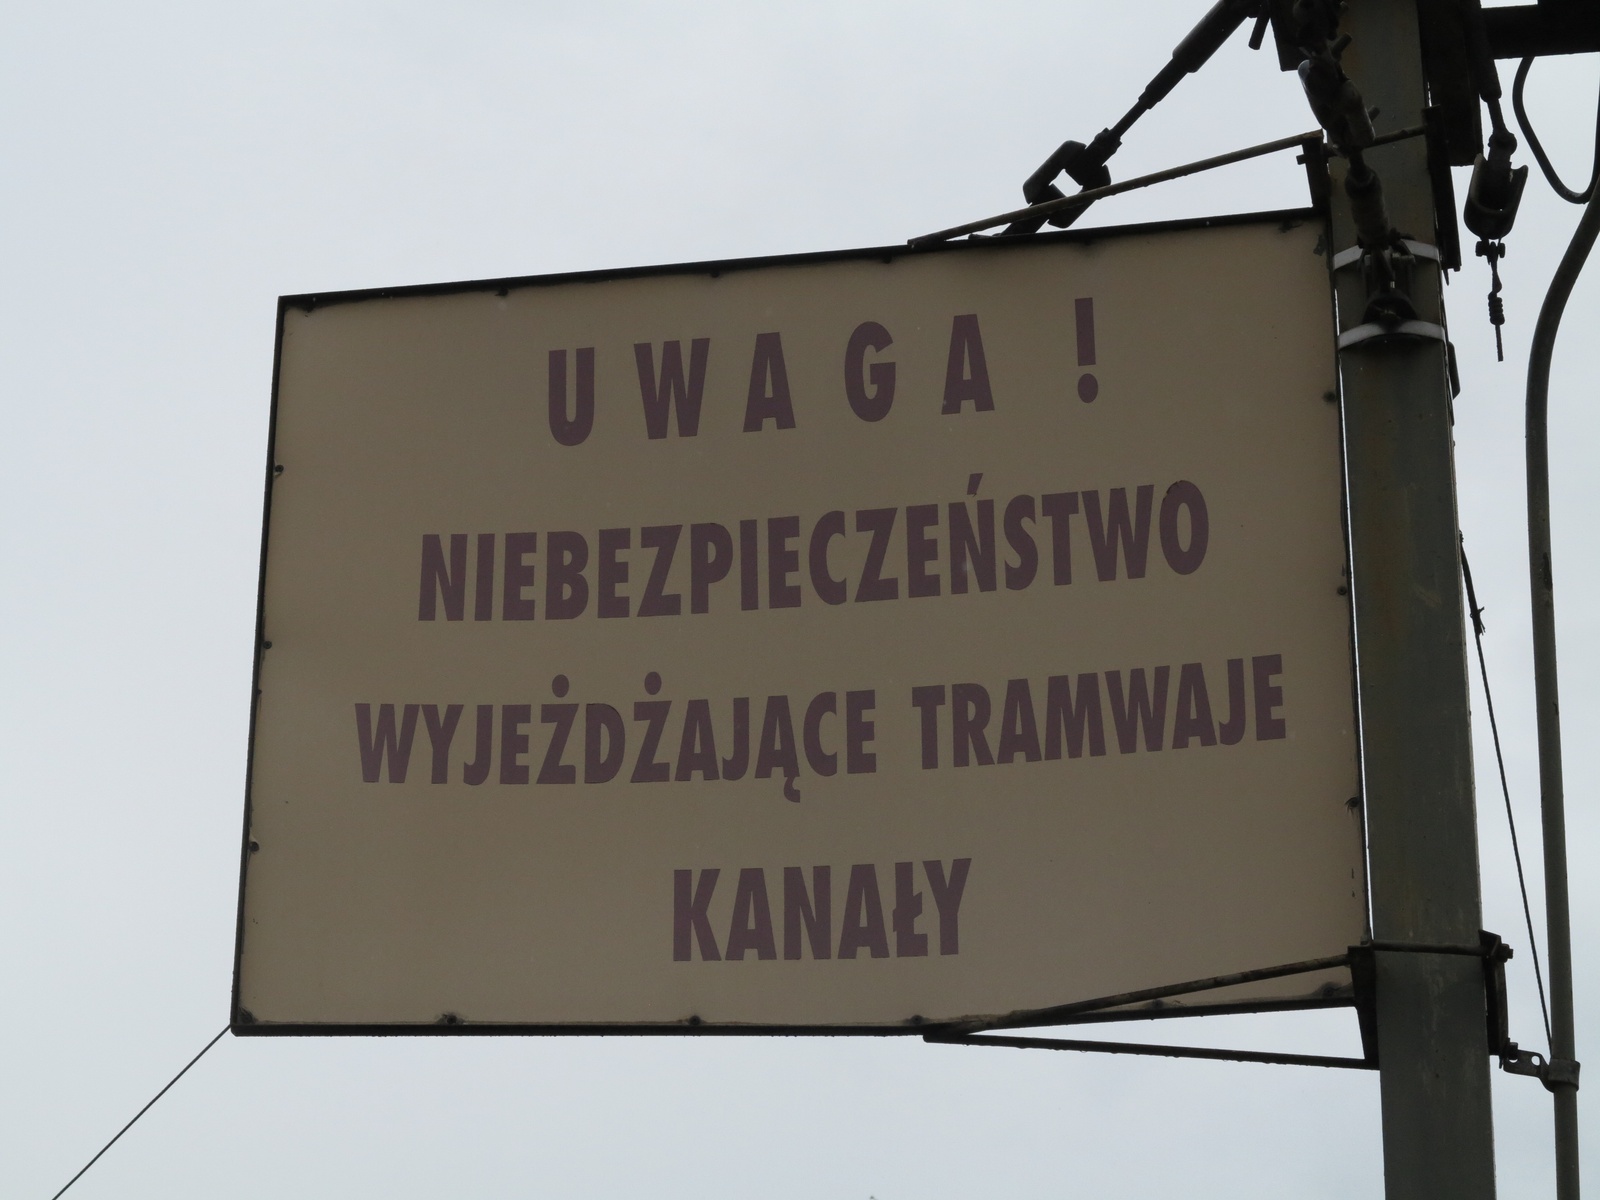 UWAGA !
NIEBEZPIECZEŃSTWO
WYJEŻDŻAJĄCE TRAMWAJE
KANAŁY